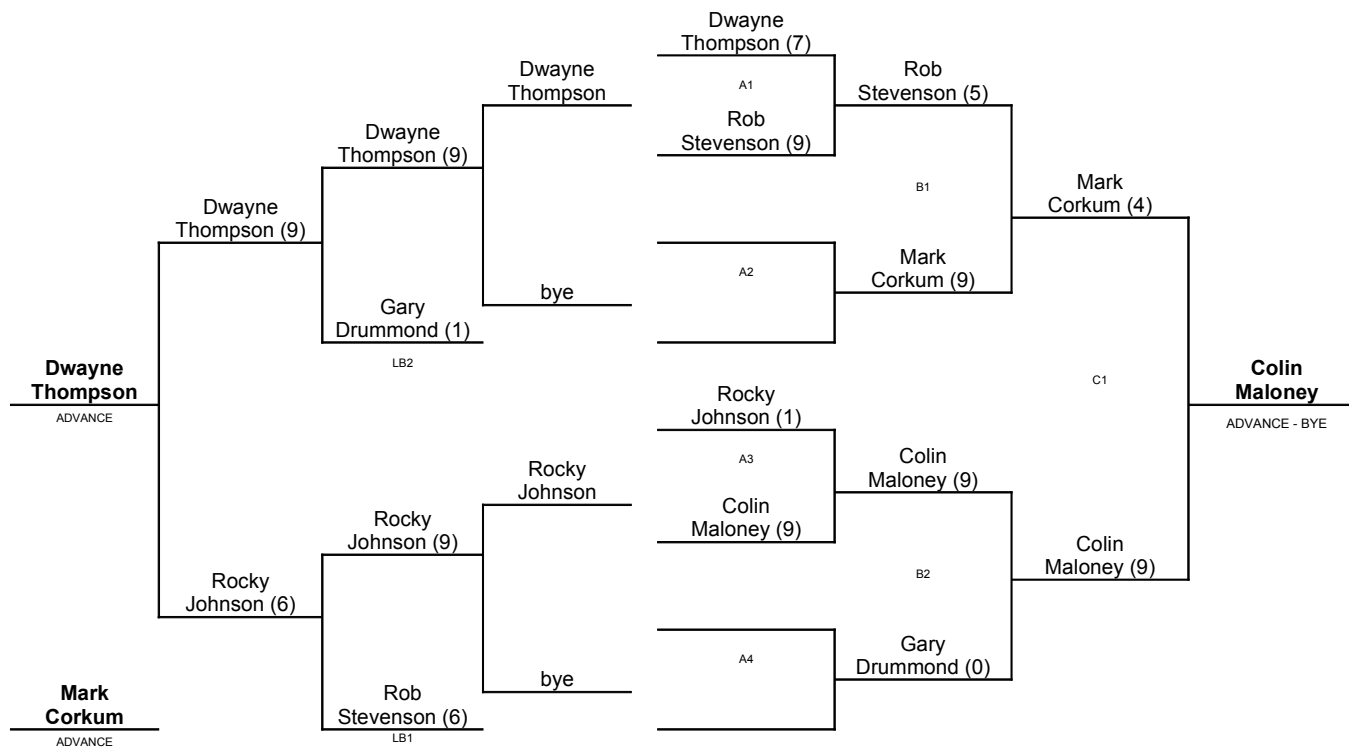 Dwayne
Thompson (7)
Dwayne
Thompson
A1
Rob
Stevenson (5)
Dwayne
Thompson (9)
Rob
Stevenson (9)
B1
Mark
Corkum (4)
Dwayne
Thompson (9)
A2
Mark
Corkum (9)
bye
Gary
Drummond (1)
LB2
Dwayne
Thompson
ADVANCE
C1
Colin
Maloney
ADVANCE - BYE
Rocky
Johnson (1)
A3
Rocky
Johnson
Colin
Maloney (9)
Rocky
Johnson (9)
Colin
Maloney (9)
B2
Colin
Maloney (9)
Rocky
Johnson (6)
A4
Gary
Drummond (0)
bye
Mark
Corkum
ADVANCE
Rob
Stevenson (6)
LB1